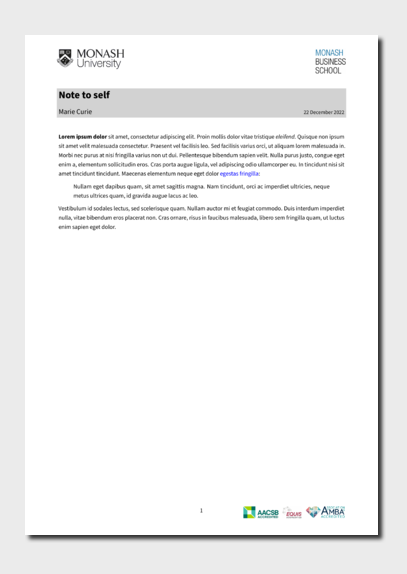 MONASH
University
MONASH
BUSINESS
SCHOOL
Note to self
Marie Curie
22 December 2022
Lorem ipsum dolor sit amet, consectetur adipiscing elit. Proin mollis dolor vitae tristique eleifend. Quisque non ipsum
sit amet velit malesuada consectetur. Praesent vel facilisis leo. Sed facilisis varius orci, ut aliquam lorem malesuada in.
Morbi nec purus at nisi fringilla varius non ut dui. Pellentesque bibendum sapien velit. Nulla purus justo, congue eget
enim a, elementum sollicitudin eros. Cras porta augue ligula, vel adipiscing odio ullamcorper eu. In tincidunt nisi sit
amet tincidunt tincidunt. Maecenas elementum neque eget dolor egestas fringilla:
Nullam eget dapibus quam, sit amet sagittis magna. Nam tincidunt, orci ac imperdiet ultricies, neque
metus ultrices quam, id gravida augue lacus ac leo.
Vestibulum id sodales lectus, sed scelerisque quam. Nullam auctor mi et feugiat commodo. Duis interdum imperdiet
nulla, vitae bibendum eros placerat non. Cras ornare, risus in faucibus malesuada, libero sem fringilla quam, ut luctus
enim sapien eget dolor.
1
AACSB
ACCREDITED
EQUIS
AMBA